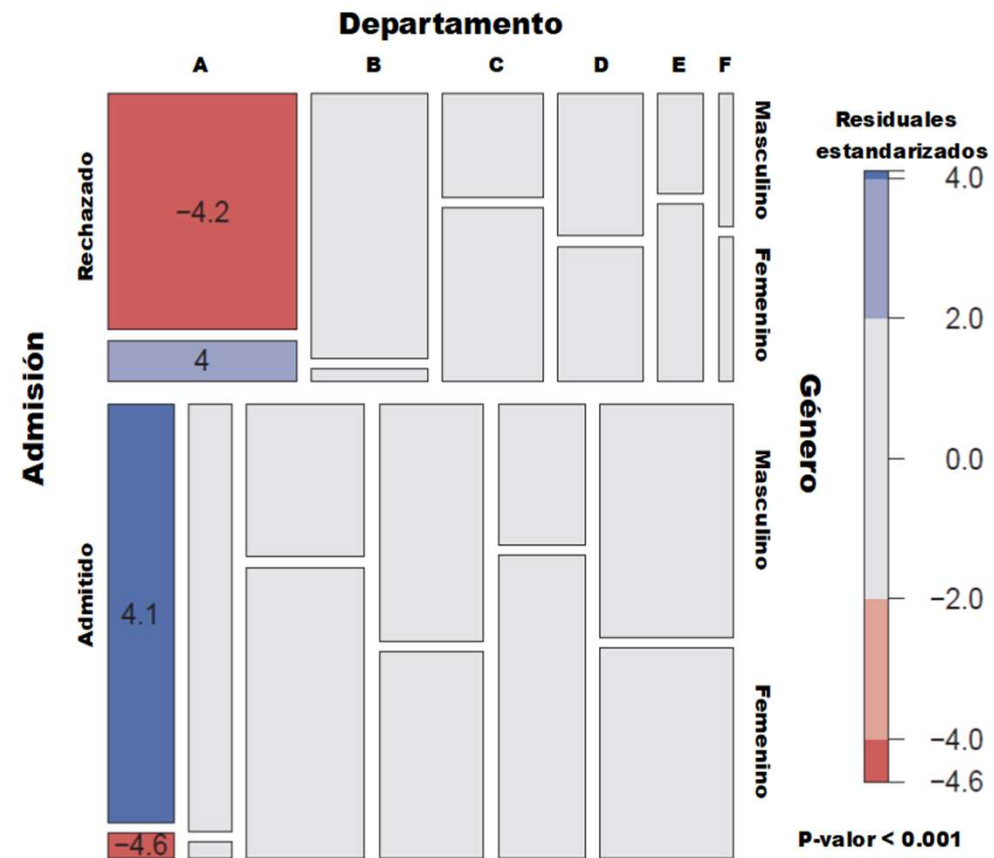 Departamento
A B C D E F
Admisión
Rechazado
Admitido
−4.2
4
4.1
−4.6
Masculino
Femenino
Masculino
Femenino
Género
Residuales
estandarizados
4.0
2.0
0.0
−2.0
−4.0
−4.6
P-valor < 0.001